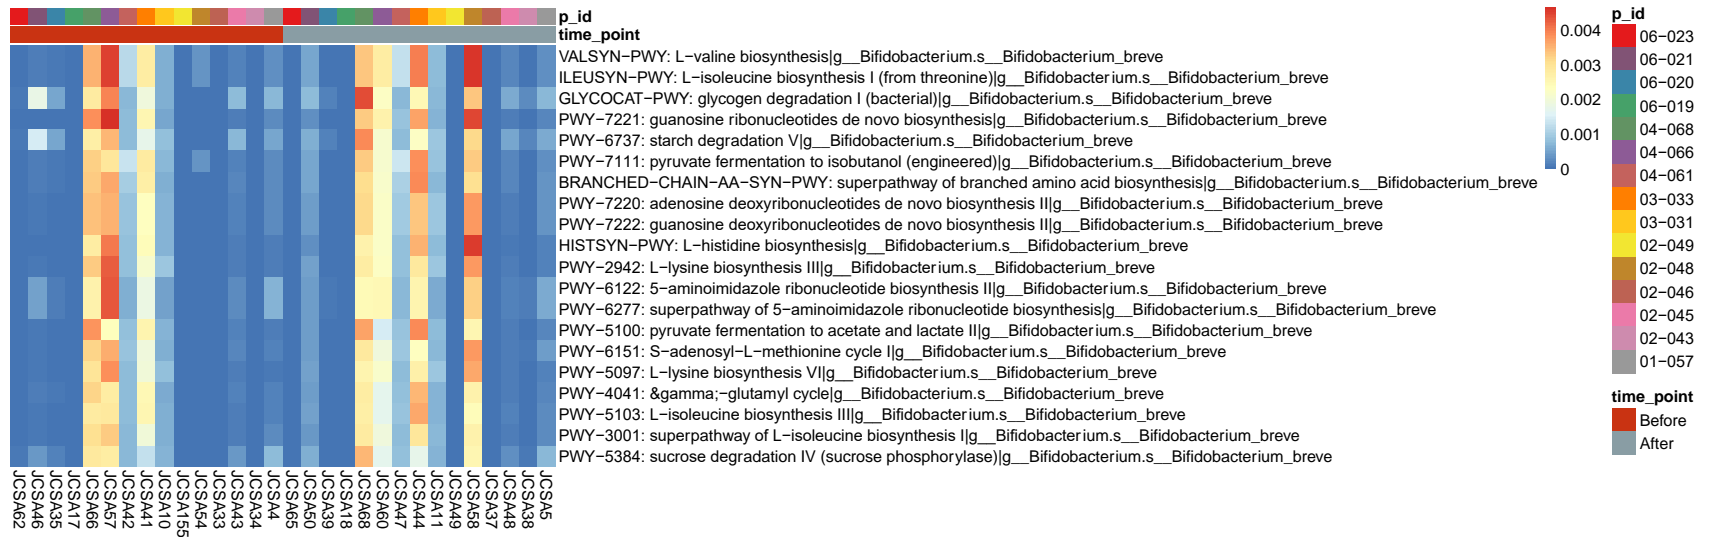 p_id
time_point
VALSYN−PWY: L−valine biosynthesis|g__Bifidobacterium.s__Bifidobacterium_breve
ILEUSYN−PWY: L−isoleucine biosynthesis I (from threonine)|g__Bifidobacterium.s__Bifidobacterium_breve
GLYCOCAT−PWY: glycogen degradation I (bacterial)|g__Bifidobacterium.s__Bifidobacterium_breve
PWY−7221: guanosine ribonucleotides de novo biosynthesis|g__Bifidobacterium.s__Bifidobacterium_breve
PWY−6737: starch degradation V|g__Bifidobacterium.s__Bifidobacterium_breve
PWY−7111: pyruvate fermentation to isobutanol (engineered)|g__Bifidobacterium.s__Bifidobacterium_breve
BRANCHED−CHAIN−AA−SYN−PWY: superpathway of branched amino acid biosynthesis|g__Bifidobacterium.s__Bifidobacterium_breve
PWY−7220: adenosine deoxyribonucleotides de novo biosynthesis II|g__Bifidobacterium.s__Bifidobacterium_breve
PWY−7222: guanosine deoxyribonucleotides de novo biosynthesis II|g__Bifidobacterium.s__Bifidobacterium_breve
HISTSYN−PWY: L−histidine biosynthesis|g__Bifidobacterium.s__Bifidobacterium_breve
PWY−2942: L−lysine biosynthesis III|g__Bifidobacterium.s__Bifidobacterium_breve
PWY−6122: 5−aminoimidazole ribonucleotide biosynthesis II|g__Bifidobacterium.s__Bifidobacterium_breve
PWY−6277: superpathway of 5−aminoimidazole ribonucleotide biosynthesis|g__Bifidobacterium.s__Bifidobacterium_breve
PWY−5100: pyruvate fermentation to acetate and lactate II|g__Bifidobacterium.s__Bifidobacterium_breve
PWY−6151: S−adenosyl−L−methionine cycle I|g__Bifidobacterium.s__Bifidobacterium_breve
PWY−5097: L−lysine biosynthesis VI|g__Bifidobacterium.s__Bifidobacterium_breve
PWY−4041: &gamma;−glutamyl cycle|g__Bifidobacterium.s__Bifidobacterium_breve
PWY−5103: L−isoleucine biosynthesis III|g__Bifidobacterium.s__Bifidobacterium_breve
PWY−3001: superpathway of L−isoleucine biosynthesis I|g__Bifidobacterium.s__Bifidobacterium_breve
PWY−5384: sucrose degradation IV (sucrose phosphorylase)|g__Bifidobacterium.s__Bifidobacterium_breve
JCSA62
JCSA46
JCSA35
JCSA17
JCSA66
JCSA57
JCSA42
JCSA41
JCSA10
JCSA155
JCSA54
JCSA33
JCSA43
JCSA34
JCSA4
JCSA65
JCSA50
JCSA39
JCSA18
JCSA68
JCSA60
JCSA47
JCSA44
JCSA11
JCSA49
JCSA58
JCSA37
JCSA48
JCSA38
JCSA5
0.004
0.003
0.002
0.001
0
p_id
06−023
06−021
06−020
06−019
04−068
04−066
04−061
03−033
03−031
02−049
02−048
02−046
02−045
02−043
01−057
time_point
Before
After